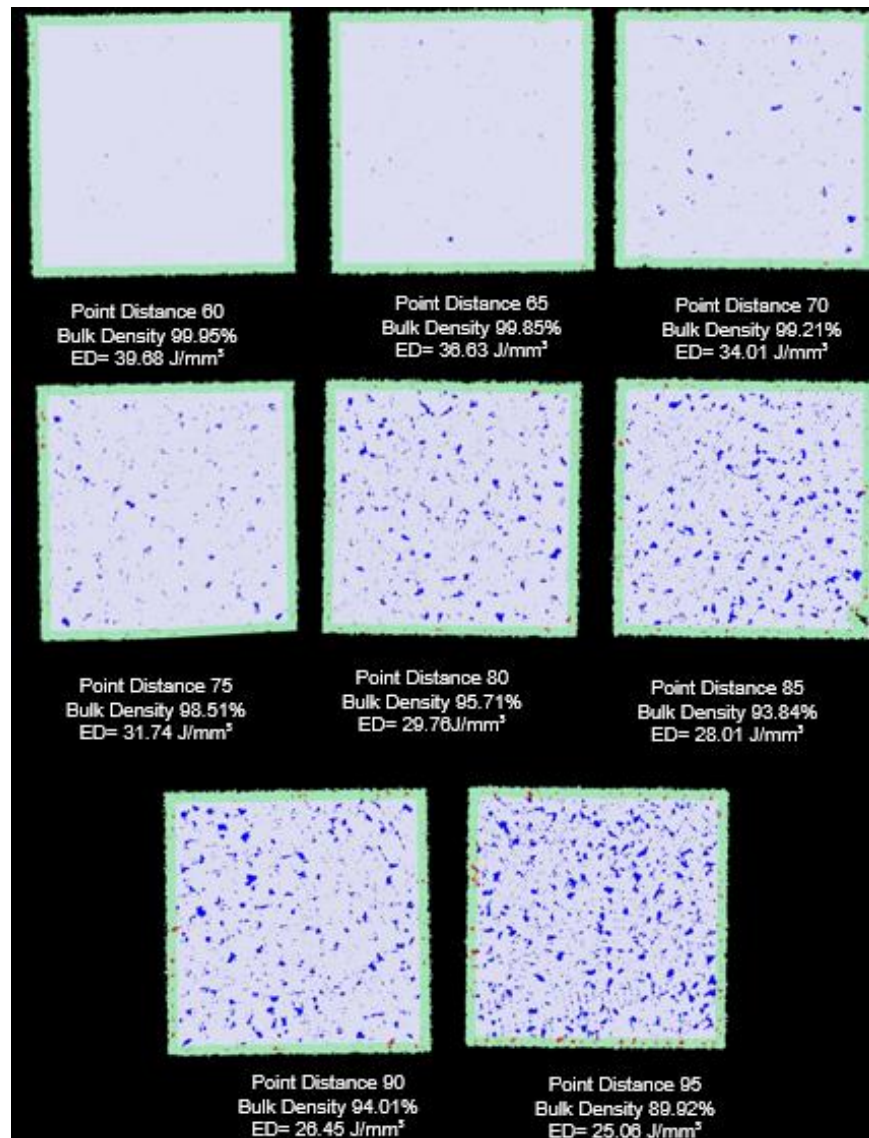 Point Distance 60
Bulk Density 99.95%
ED= 39.68 J/mm³
Point Distance 65
Bulk Density 99.85%
ED= 36.63 J/mm³
Point Distance 70
Bulk Density 99.21%
ED= 34.01 J/mm³
Point Distance 75
Bulk Density 98.51%
ED= 31.74 J/mm³
Point Distance 80
Bulk Density 95.71%
ED= 29.76J/mm³
Point Distance 85
Bulk Density 93.84%
ED= 28.01 J/mm³
Point Distance 90
Bulk Density 94.01%
ED= 26.45 J/mm³
Point Distance 95
Bulk Density 89.92%
ED= 25.06 J/mm³